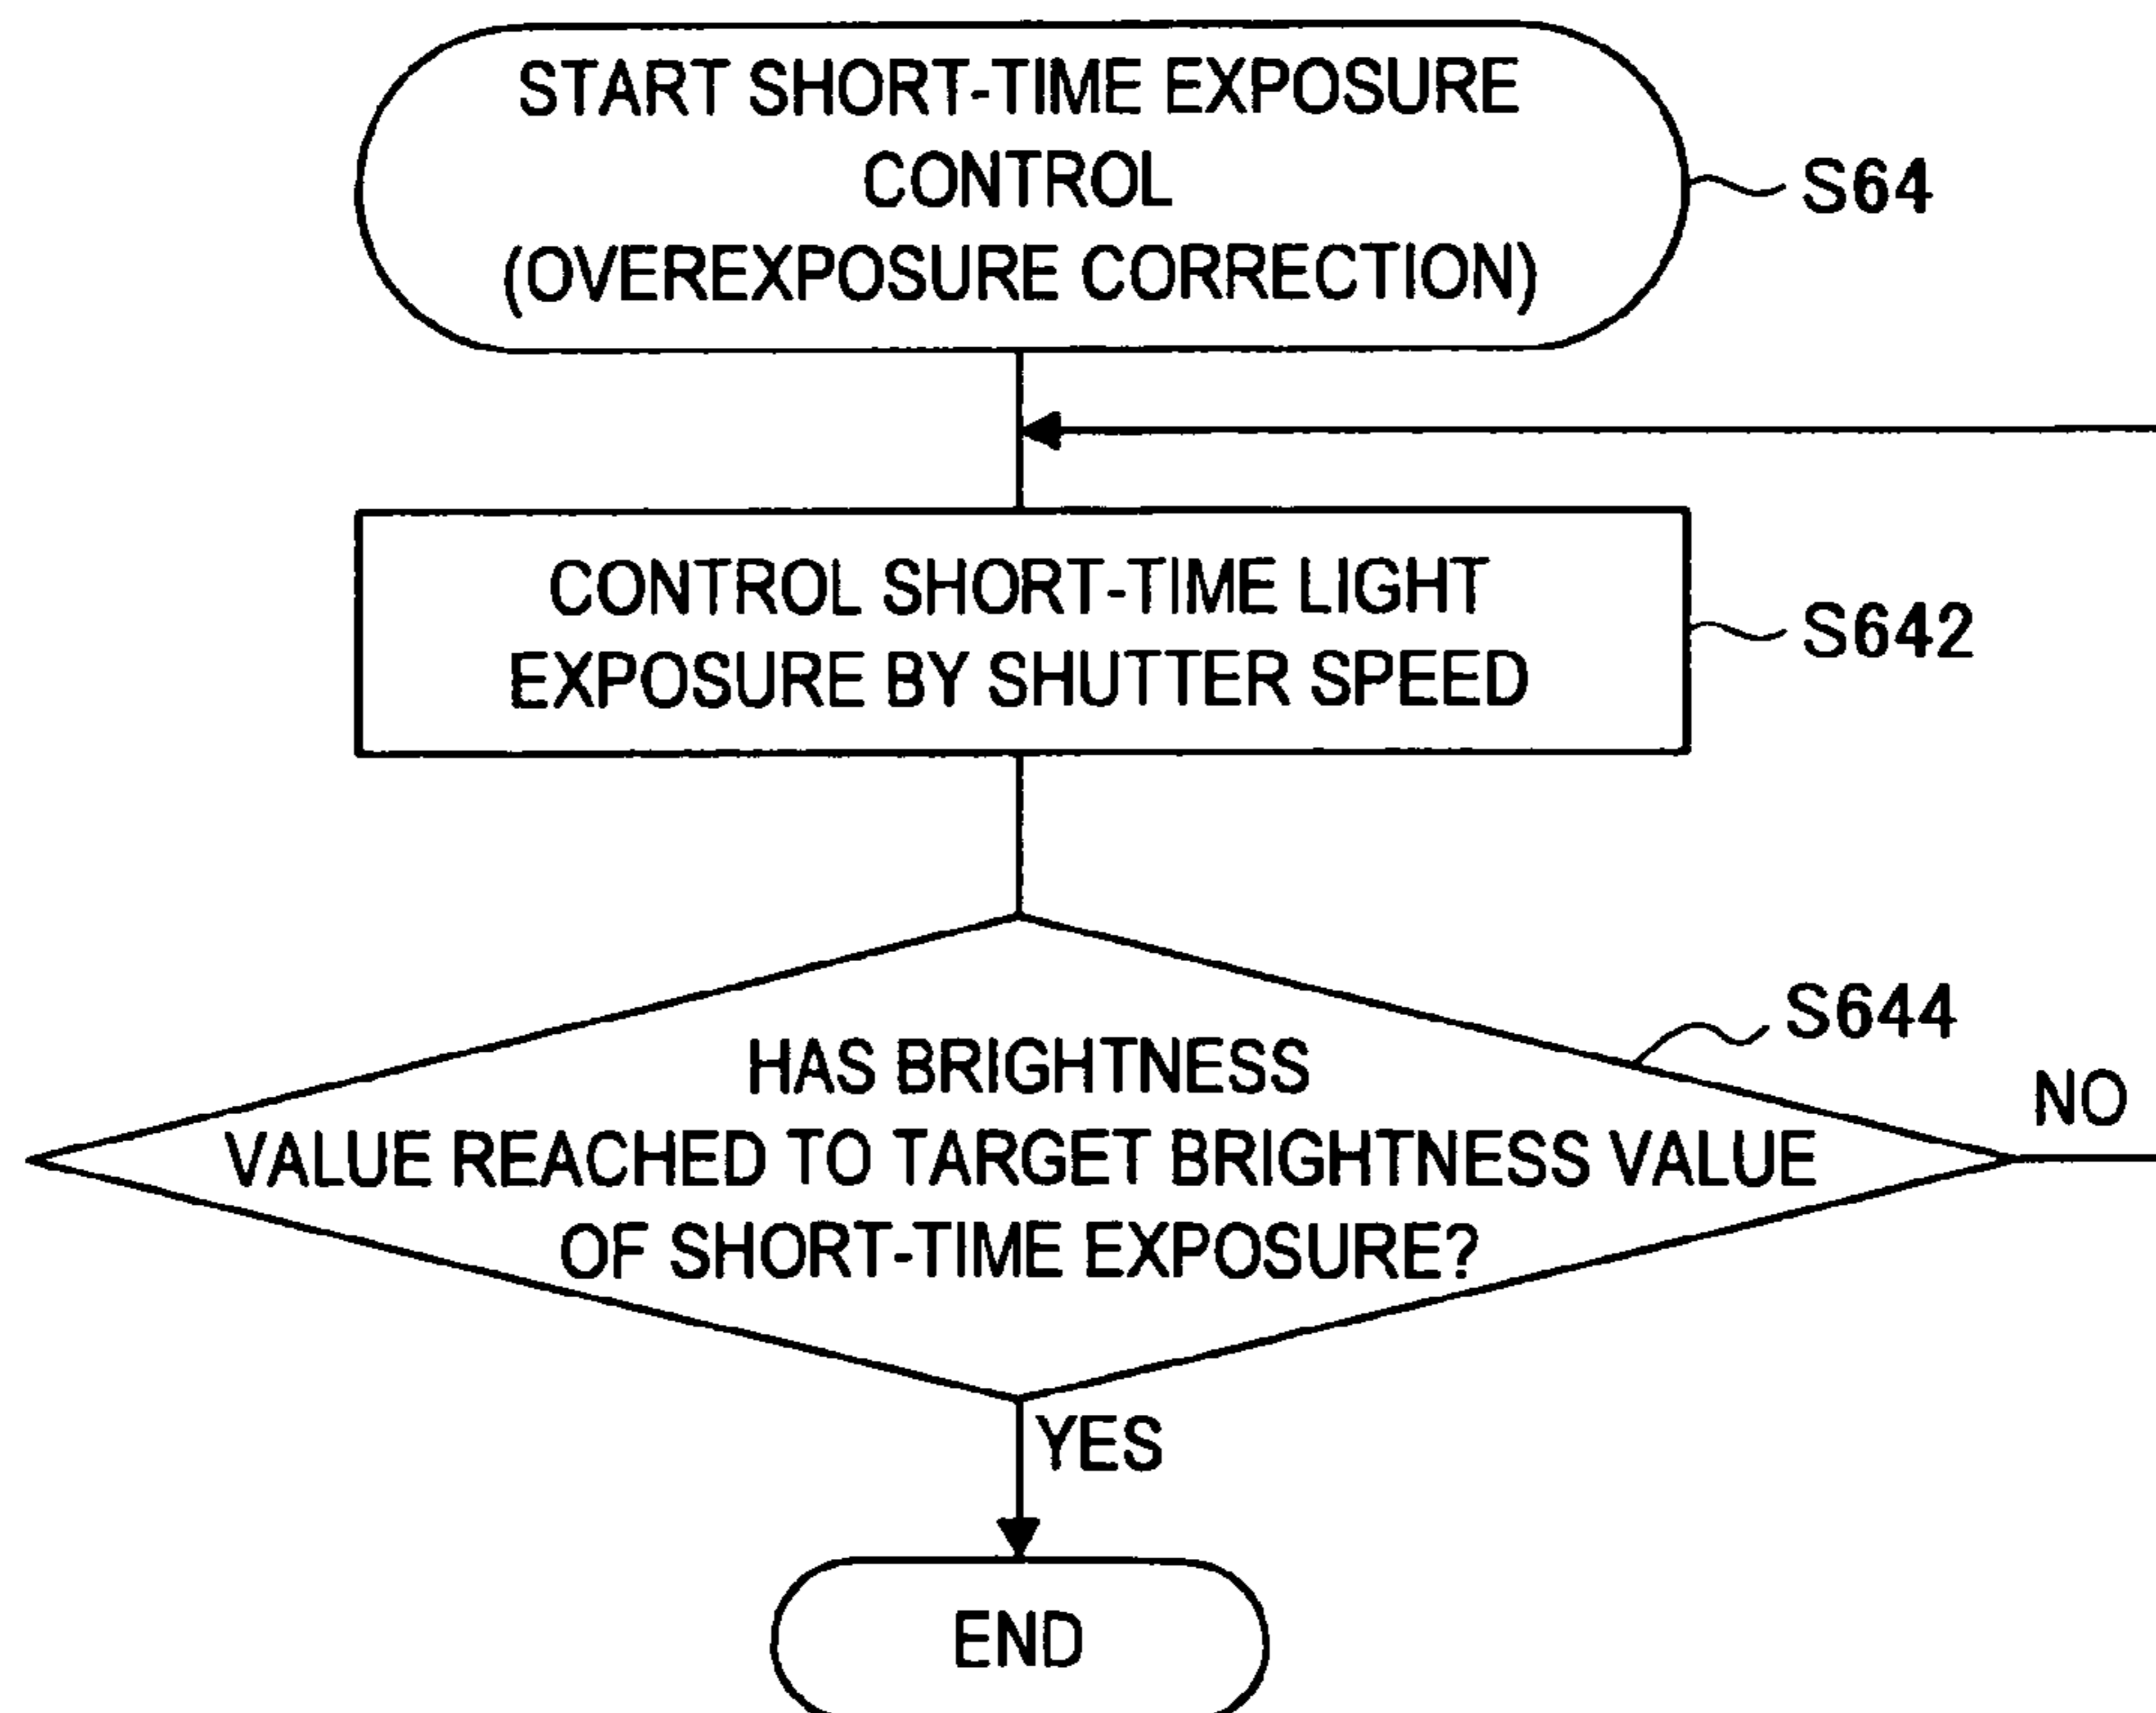 START SHORT-TIME EXPOSURE
CONTROL
(OVEREXPOSURE CORRECTION)
S64
CONTROL SHORT-TIME LIGHT
EXPOSURE BY SHUTTER SPEED
S642
S644
HAS BRIGHTNESS
VALUE REACHED TO TARGET BRIGHTNESS VALUE
OF SHORT-TIME EXPOSURE?
NO
YES
END